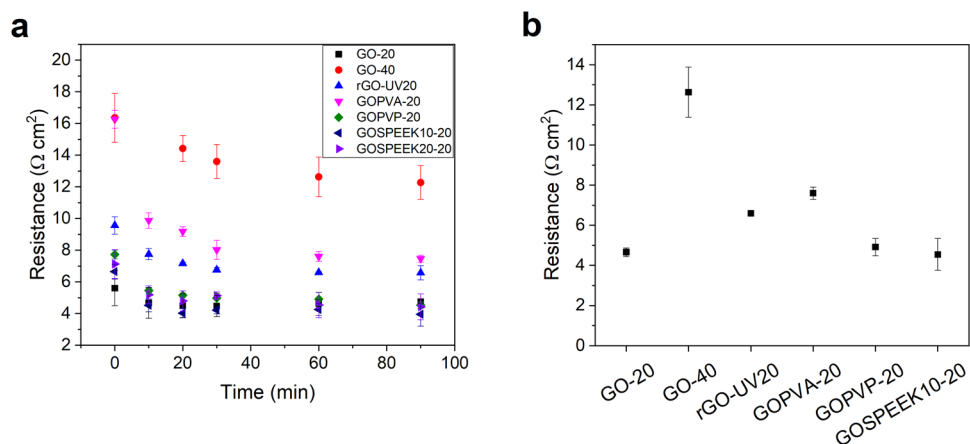 a
Resistance (Ω cm²)
16
14
12
10
8
6
4
2
18
0
20
40
60
80
100
Time (min)
GO-20
GO-40
rGO-UV20
GOPVA-20
GOPVP-20
GOSPEEK10-20
GOSPEEK20-20
b
Resistance (Ω cm²)
14
12
10
8
6
4
2
0
GO-20
GO-40
rGO-UV20
GOPVA-20
GOPVP-20
GOSPEEK10-20